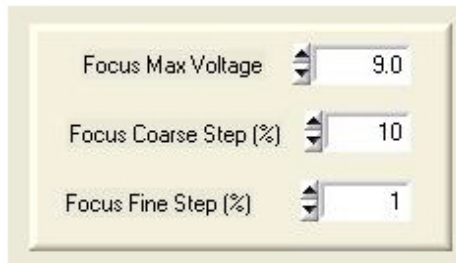 Focus Max Voltage 9.0
Focus Coarse Step (%) 10
Focus Fine Step (%) 1